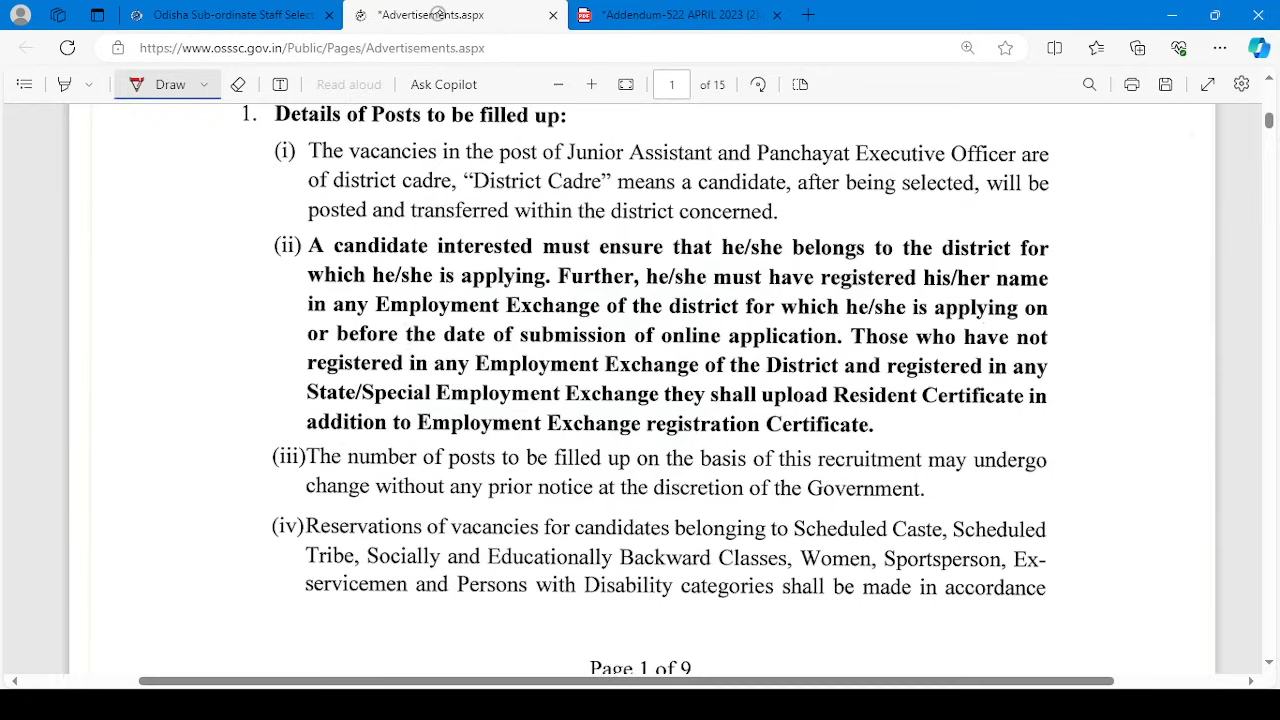 Odisha Sub-ordinate Staff Select
*Advertisements.aspx
*Addendum-522 APRIL 2023 (2)
https://www.osssc.gov.in/Public/Pages/Advertisements.aspx
Draw
Read aloud
Ask Copilot
1 of 15
1. Details of Posts to be filled up:
(i) The vacancies in the post of Junior Assistant and Panchayat Executive Officer are
of district cadre, “District Cadre” means a candidate, after being selected, will be
posted and transferred within the district concerned.
(ii) A candidate interested must ensure that he/she belongs to the district for
which he/she is applying. Further, he/she must have registered his/her name
in any Employment Exchange of the district for which he/she is applying on
or before the date of submission of online application. Those who have not
registered in any Employment Exchange of the District and registered in any
State/Special Employment Exchange they shall upload Resident Certificate in
addition to Employment Exchange registration Certificate.
(iii)The number of posts to be filled up on the basis of this recruitment may undergo
change without any prior notice at the discretion of the Government.
(iv)Reservations of vacancies for candidates belonging to Scheduled Caste, Scheduled
Tribe, Socially and Educationally Backward Classes, Women, Sportsperson, Ex-
servicemen and Persons with Disability categories shall be made in accordance
Page 1 of 9